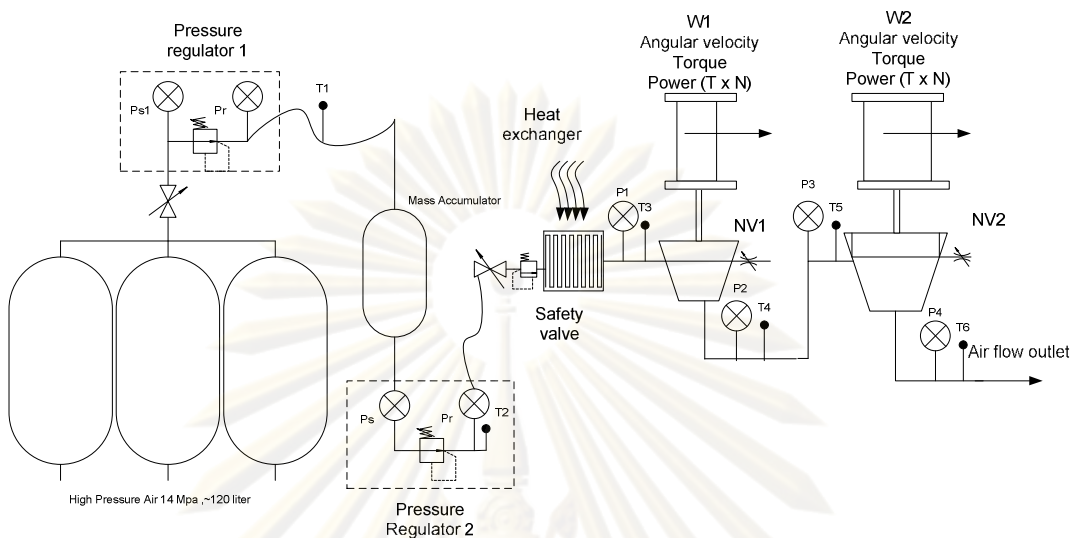 Pressure
regulator 1
Ps1
Pr
T1
Mass Accumulator
Heat
exchanger
W1
Angular velocity
Torque
Power (T x N)
W2
Angular velocity
Torque
Power (T x N)
P1
T3
NV1
P3
T5
NV2
Safety
valve
P2
T4
P4
T6
Air flow outlet
Ps
Pr
T2
High Pressure Air 14 Mpa ,~120 liter
Pressure
Regulator 2